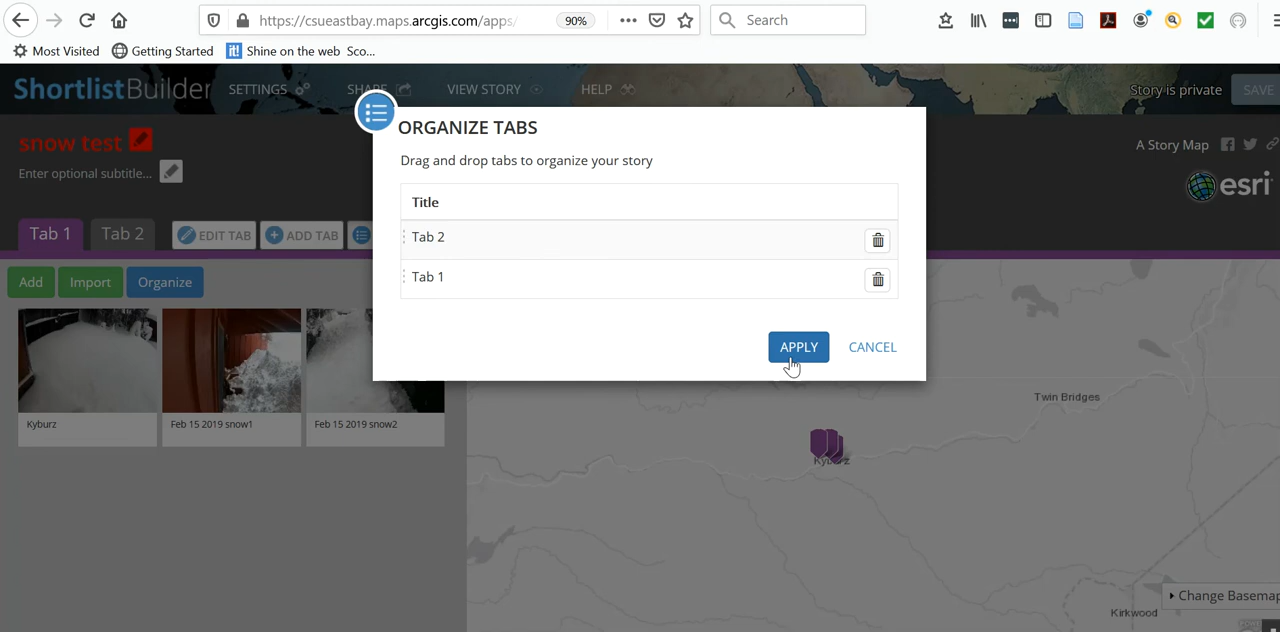 https://csueastbay.maps.arcgis.com/apps/
90%
Search
Most Visited
Getting Started
it!
Shine on the web Sco...
ShortlistBuilder
SETTINGS
SHARE
VIEW STORY
HELP
Story is private
SAVE
snow test
Enter optional subtitle...
A Story Map
esri
Tab 1
Tab 2
EDIT TAB
ADD TAB
Add
Import
Organize
Kyburz
Feb 15 2019 snow1
Feb 15 2019 snow2
ORGANIZE TABS
Drag and drop tabs to organize your story
Title
Tab 2
Tab 1
APPLY
CANCEL
Twin Bridges
Kyburz
Change Basemap
Kirkwood